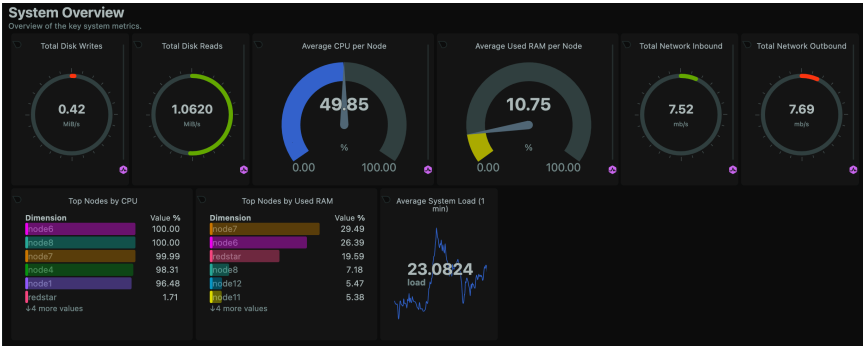 System Overview
Overview of the key system metrics.
Total Disk Writes
0.42
MiB/s
Total Disk Reads
1.0620
MiB/s
Average CPU per Node
49.85
%
0.00
100.00
Average Used RAM per Node
10.75
%
0.00
100.00
Total Network Inbound
7.52
mb/s
Total Network Outbound
7.69
mb/s
Top Nodes by CPU
Dimension Value %
node6 100.00
node8 100.00
node7 99.99
node4 98.31
node1 96.48
redstar 1.71
↓4 more values
Top Nodes by Used RAM
Dimension Value %
node7 29.49
node6 26.39
redstar 19.59
node8 7.18
node12 5.47
node11 5.38
↓4 more values
Average System Load (1
min)
23.0824
load